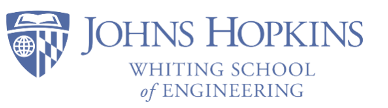 JOHNS HOPKINS
WHITING SCHOOL
of ENGINEERING